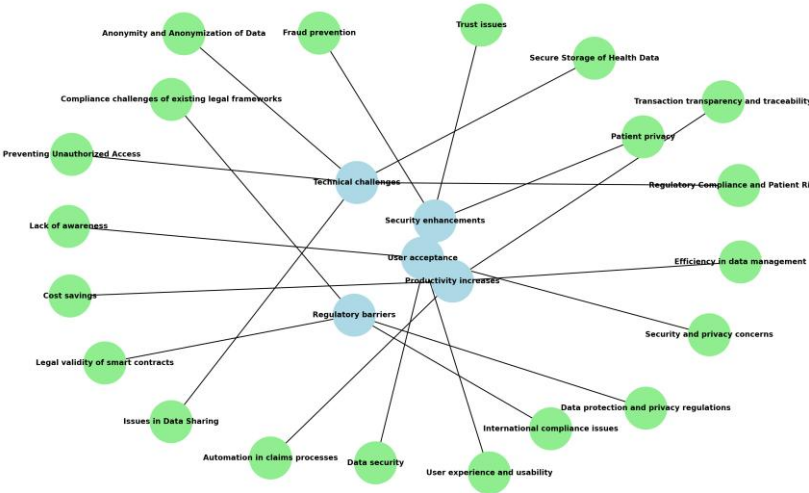 Trust issues
Anonymity and Anonymization of Data
Fraud prevention
Secure Storage of Health Data
Compliance challenges of existing legal frameworks
Transaction transparency and traceability
Patient privacy
Preventing Unauthorized Access
Technical challenges
Regulatory Compliance and Patient Ri
Security enhancements
Lack of awareness
User acceptance
Efficiency in data management
Productivity increases
Cost savings
Regulatory barriers
Security and privacy concerns
Legal validity of smart contracts
Data protection and privacy regulations
Issues in Data Sharing
International compliance issues
Automation in claims processes
Data security
User experience and usability